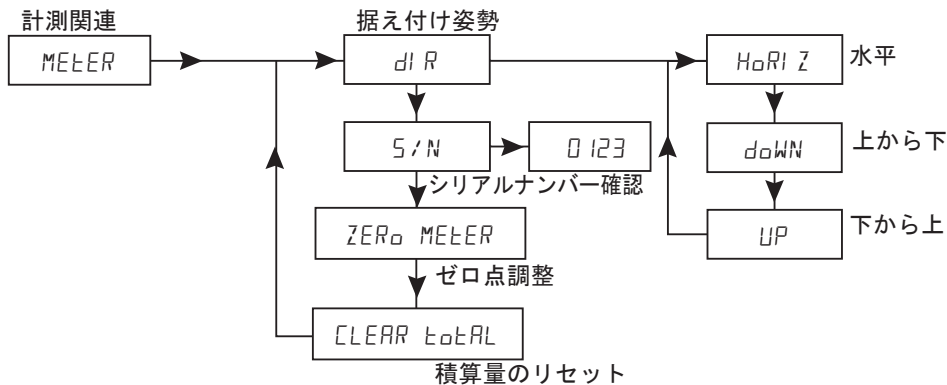 計測関連
MEtER
据え付け姿勢
dIR
HoRIZ
水平
S/N
0123
シリアルナンバー確認
doWN
上から下
ZERo MEtER
ゼロ点調整
UP
下から上
CLEAR totAL
積算量のリセット